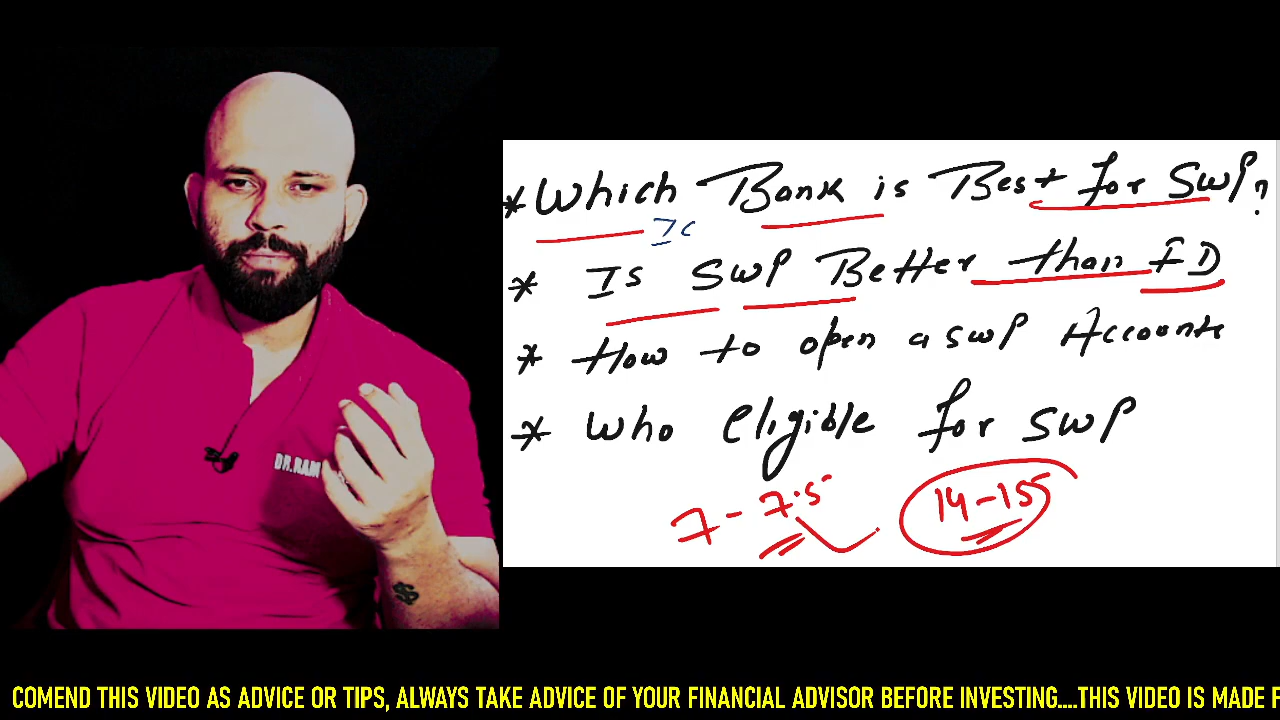 * Which Bank is Best for SWP?
IC
* Is SWP Better than FD
* How to open a SWP Accounts
* Who Eligible for SWP
7 - 7.5
14-15
DR.RAM
COMEND THIS VIDEO AS ADVICE OR TIPS, ALWAYS TAKE ADVICE OF YOUR FINANCIAL ADVISOR BEFORE INVESTING....THIS VIDEO IS MADE F